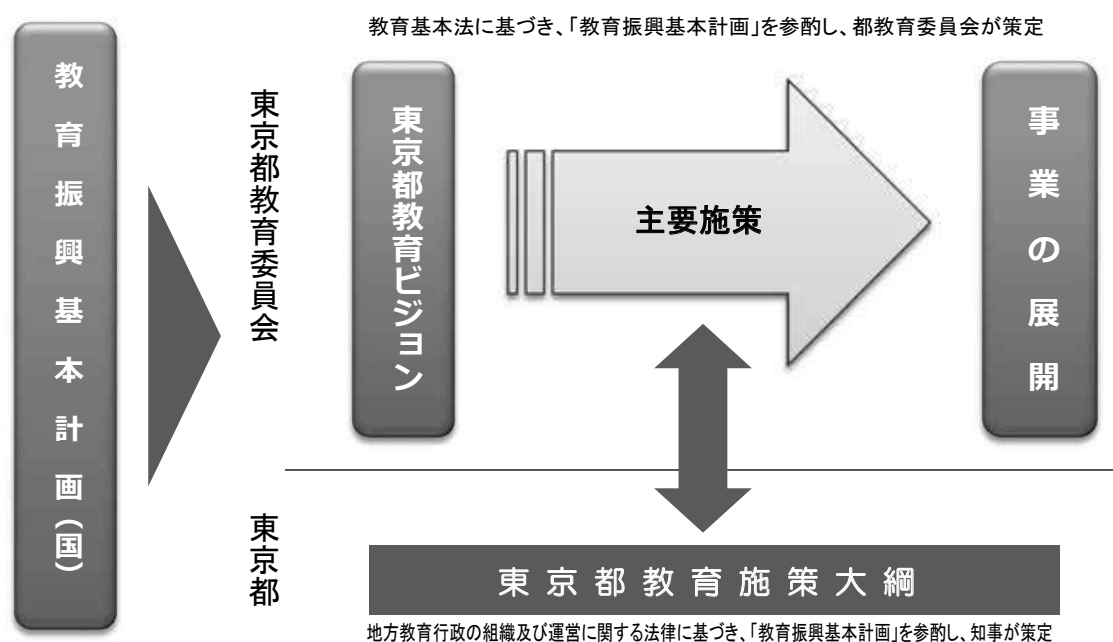 教育基本法に基づき、「教育振興基本計画」を参酌し、都教育委員会が策定
教育振興基本計画(国)
東京都教育委員会
東京都教育ビジョン
主要施策
事業の展開
東京都
東京都教育施策大綱
地方教育行政の組織及び運営に関する法律に基づき、「教育振興基本計画」を参酌し、知事が策定